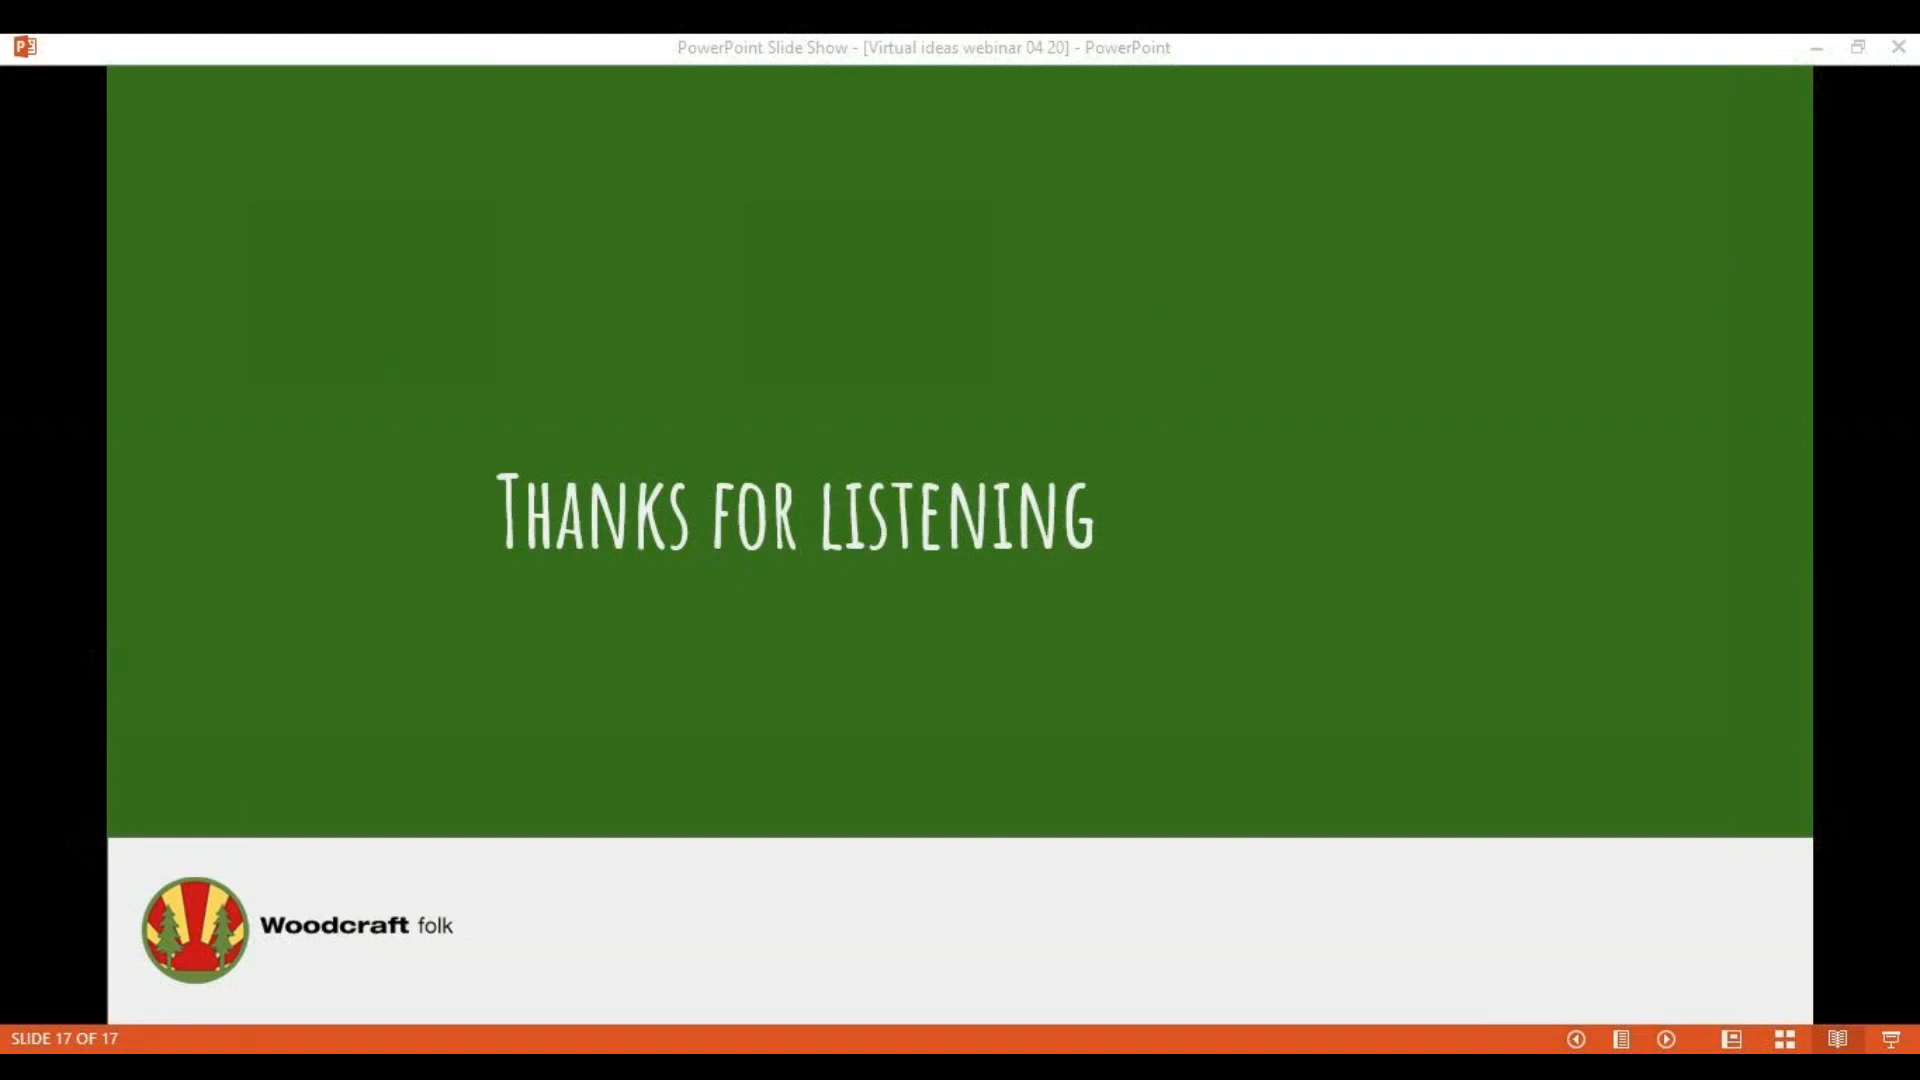 PowerPoint Slide Show - [Virtual ideas webinar 04 20] - PowerPoint
Thanks for listening
Woodcraft folk
SLIDE 17 OF 17